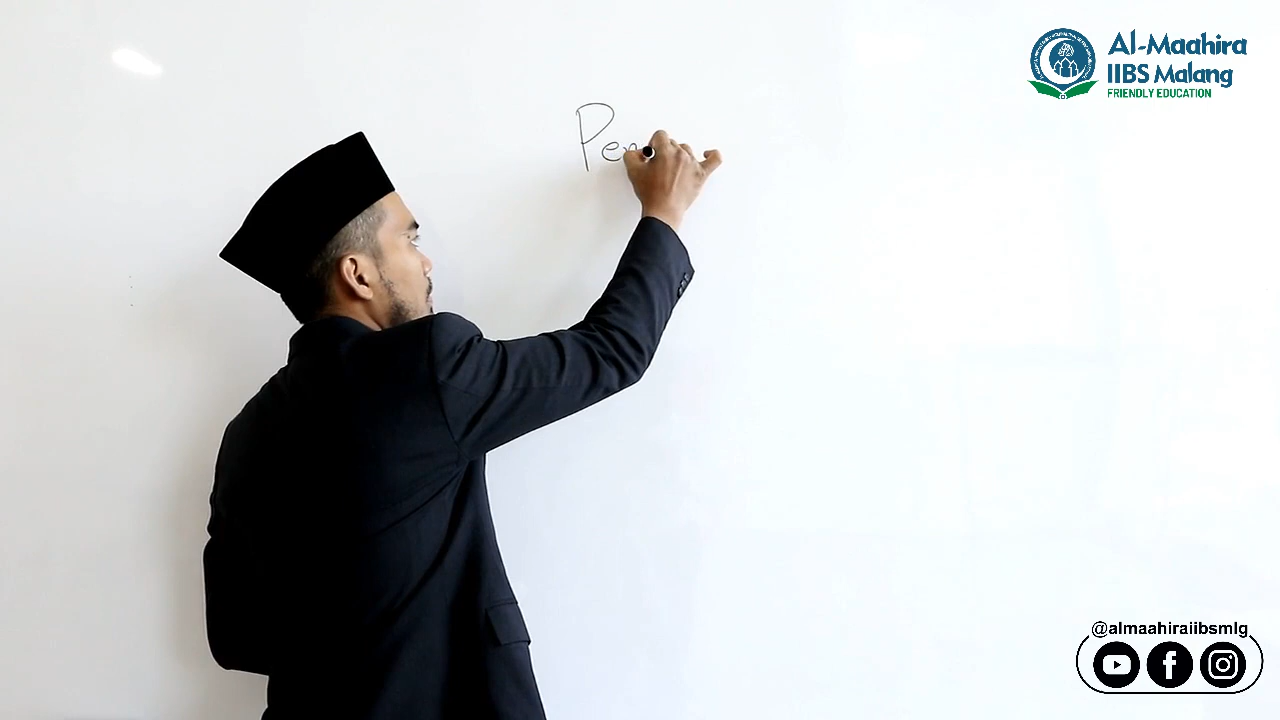 Al-Maahira
IIBS Malang
FRIENDLY EDUCATION
Pen
@almaahiraiibsmlg